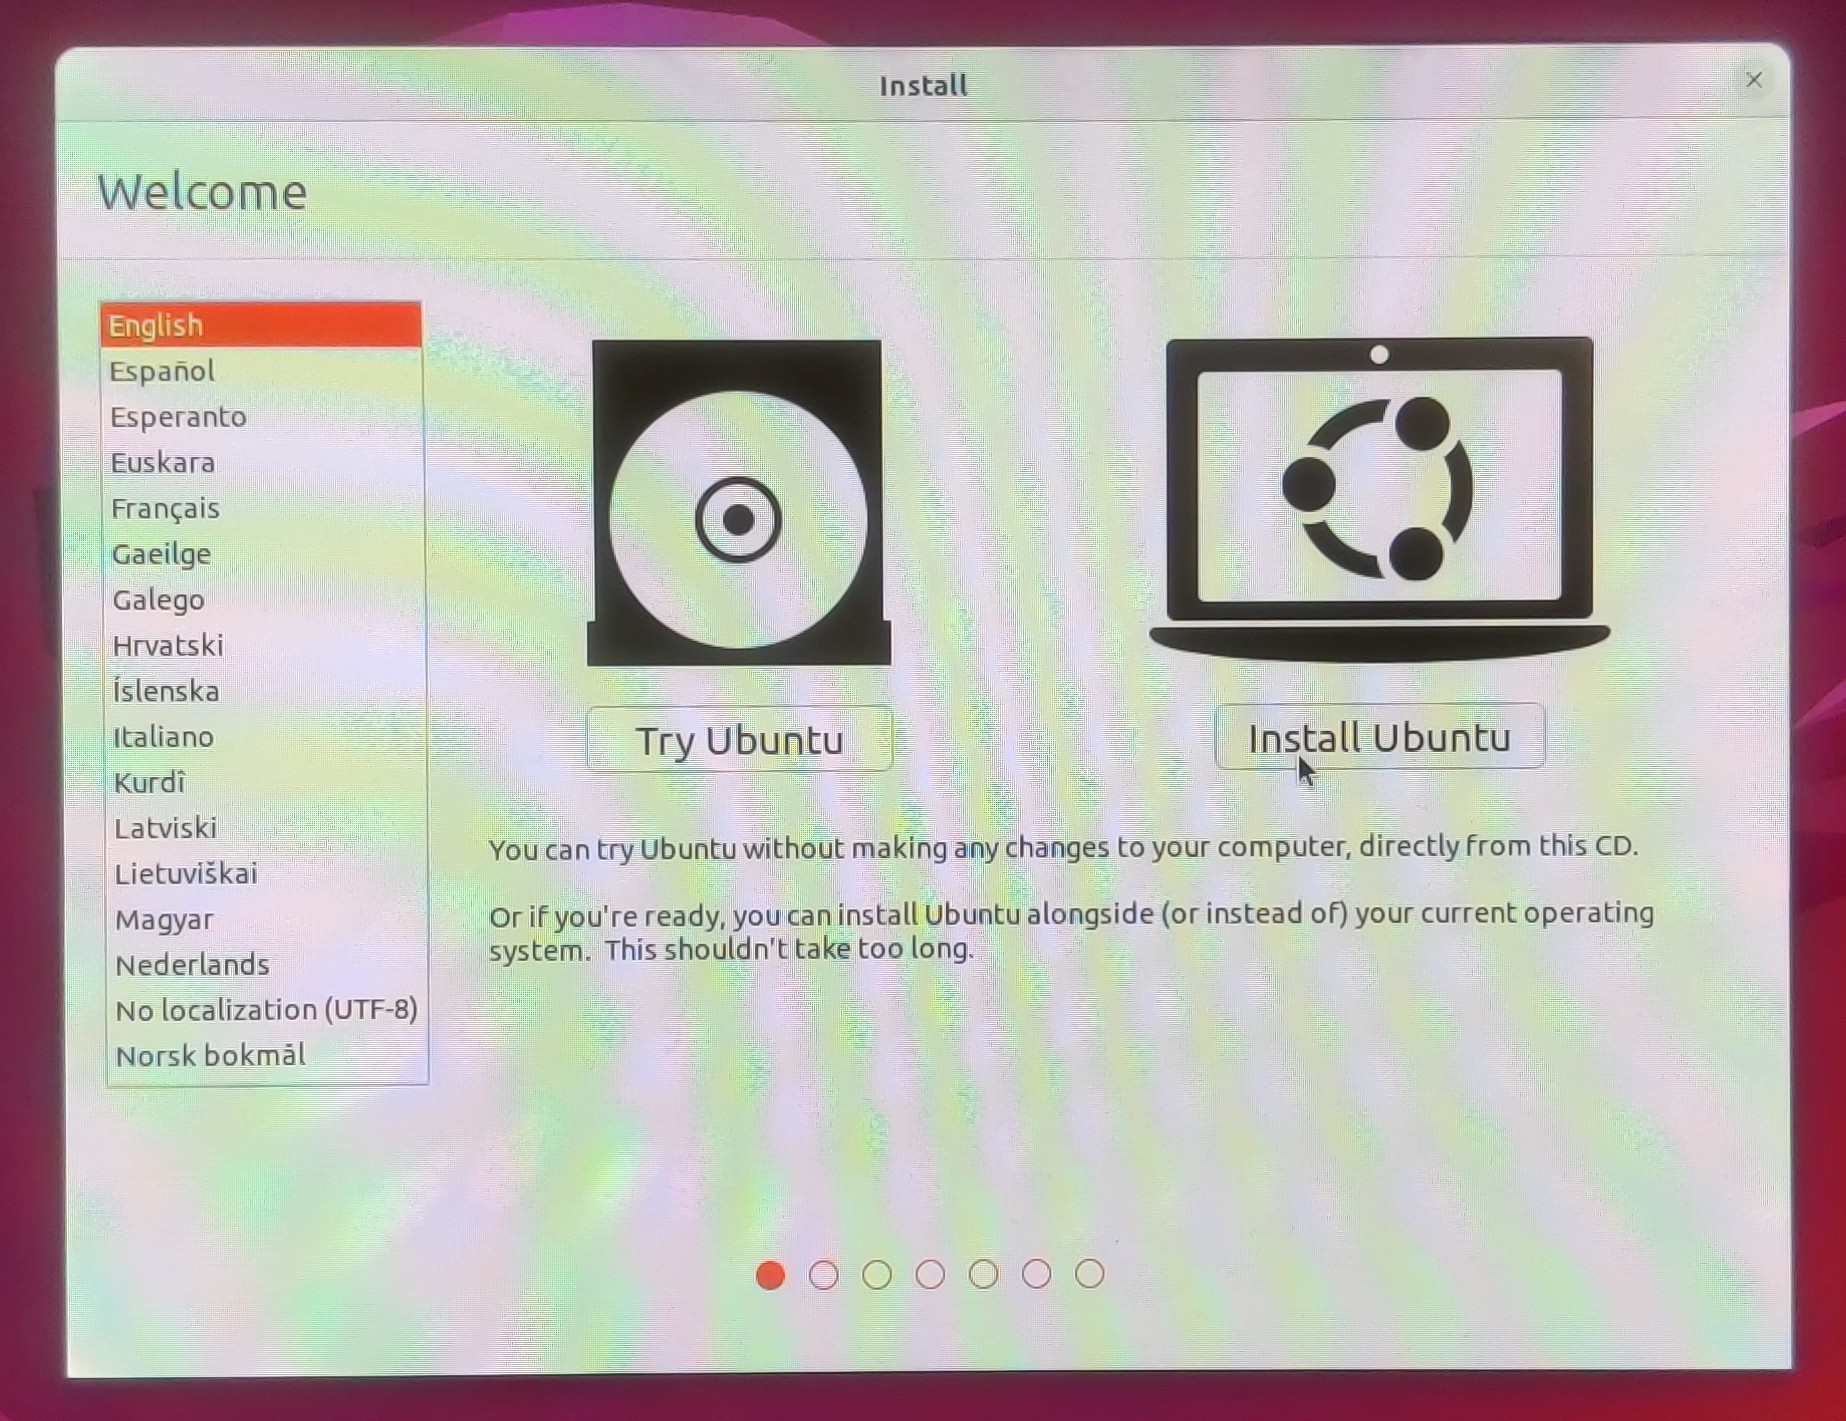 Install
Welcome
English
Español
Esperanto
Euskara
Français
Gaeilge
Galego
Hrvatski
Íslenska
Italiano
Kurdî
Latviski
Lietuviškai
Magyar
Nederlands
No localization (UTF-8)
Norsk bokmål
Try Ubuntu
Install Ubuntu
You can try Ubuntu without making any changes to your computer, directly from this CD.
Or if you're ready, you can install Ubuntu alongside (or instead of) your current operating
system.  This shouldn't take too long.